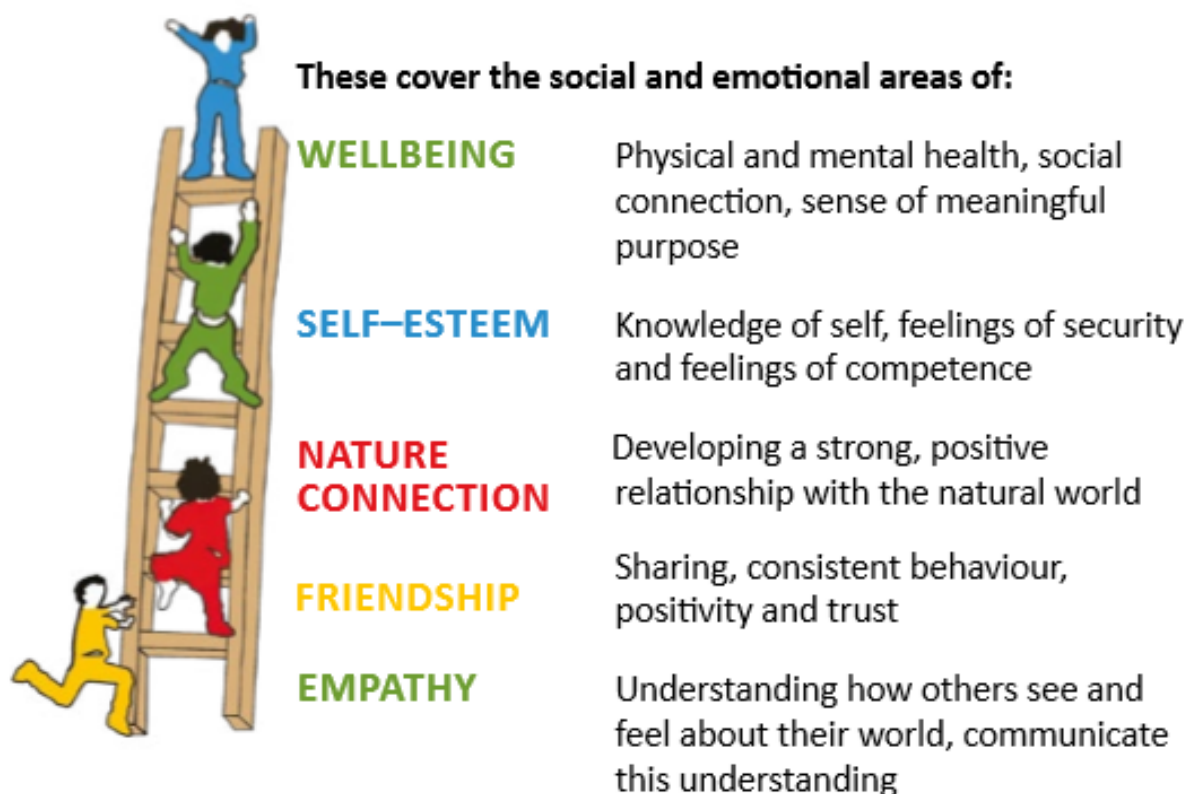 These cover the social and emotional areas of:
WELLBEING
Physical and mental health, social
connection, sense of meaningful
purpose
SELF–ESTEEM
Knowledge of self, feelings of security
and feelings of competence
NATURE
CONNECTION
Developing a strong, positive
relationship with the natural world
FRIENDSHIP
Sharing, consistent behaviour,
positivity and trust
EMPATHY
Understanding how others see and
feel about their world, communicate
this understanding